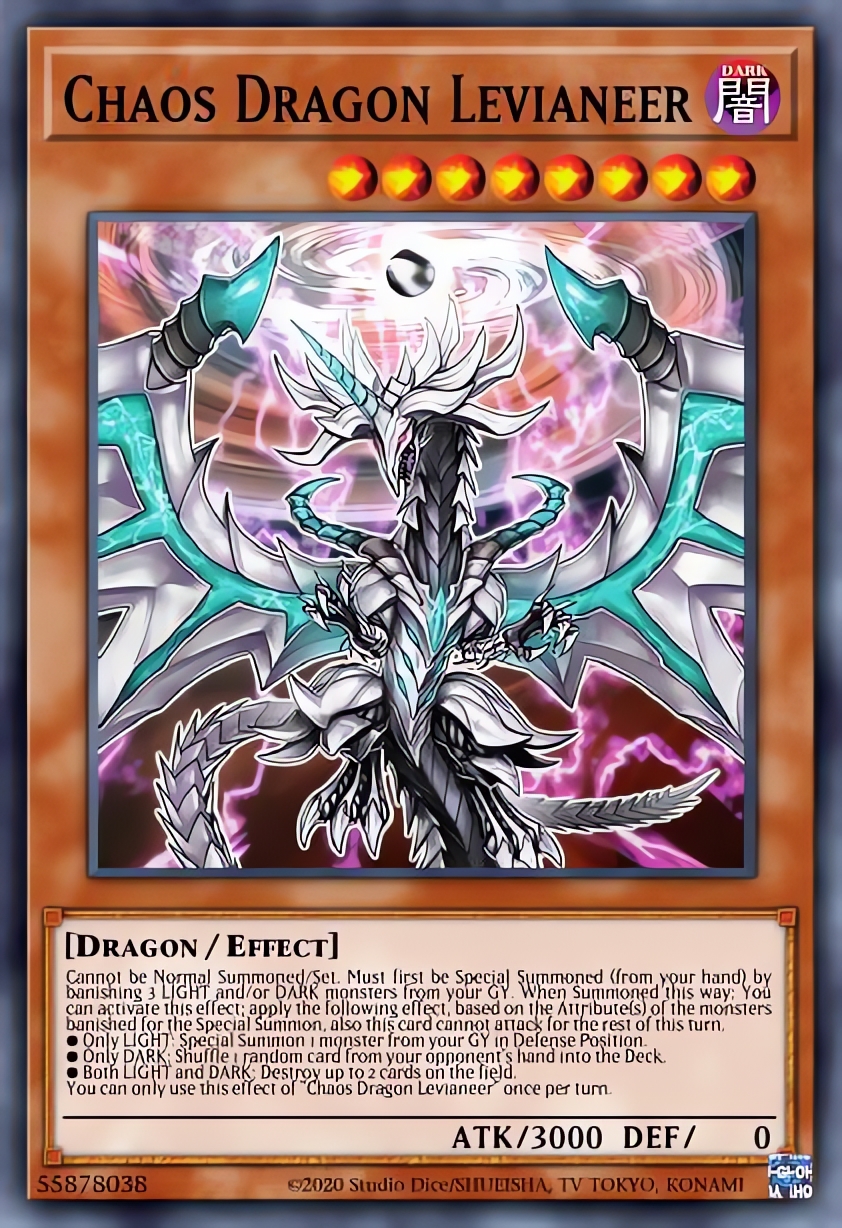 CHAOS DRAGON LEVIANEER
DARK
闇
[DRAGON / EFFECT]
Cannot be Normal Summoned/Set. Must first be Special Summoned (from your hand) by
banishing 3 LIGHT and/or DARK monsters from your GY. When Summoned this way: You
can activate this effect; apply the following effect, based on the Attribute(s) of the monsters
banished for the Special Summon, also this card cannot attack for the rest of this turn.
● Only LIGHT: Special Summon 1 monster from your GY in Defense Position.
● Only DARK: Shuffle 1 random card from your opponent's hand into the Deck.
● Both LIGHT and DARK: Destroy up to 2 cards on the field.
You can only use this effect of "Chaos Dragon Levianeer" once per turn.
ATK/3000 DEF/ 0
55878038 ©2020 Studio Dice/SHUEISHA, TV TOKYO, KONAMI